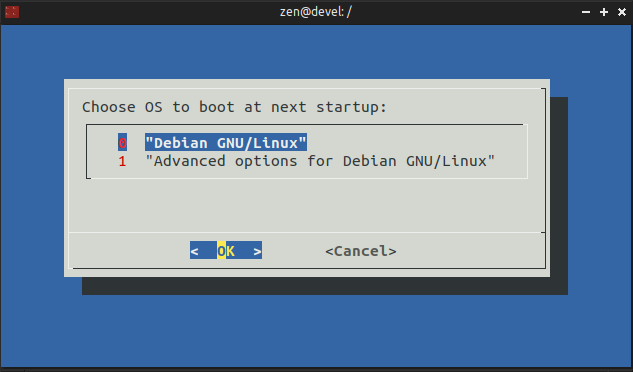 zen@devel: /
Choose OS to boot at next startup:
0 "Debian GNU/Linux"
1 "Advanced options for Debian GNU/Linux"
< OK > <Cancel>